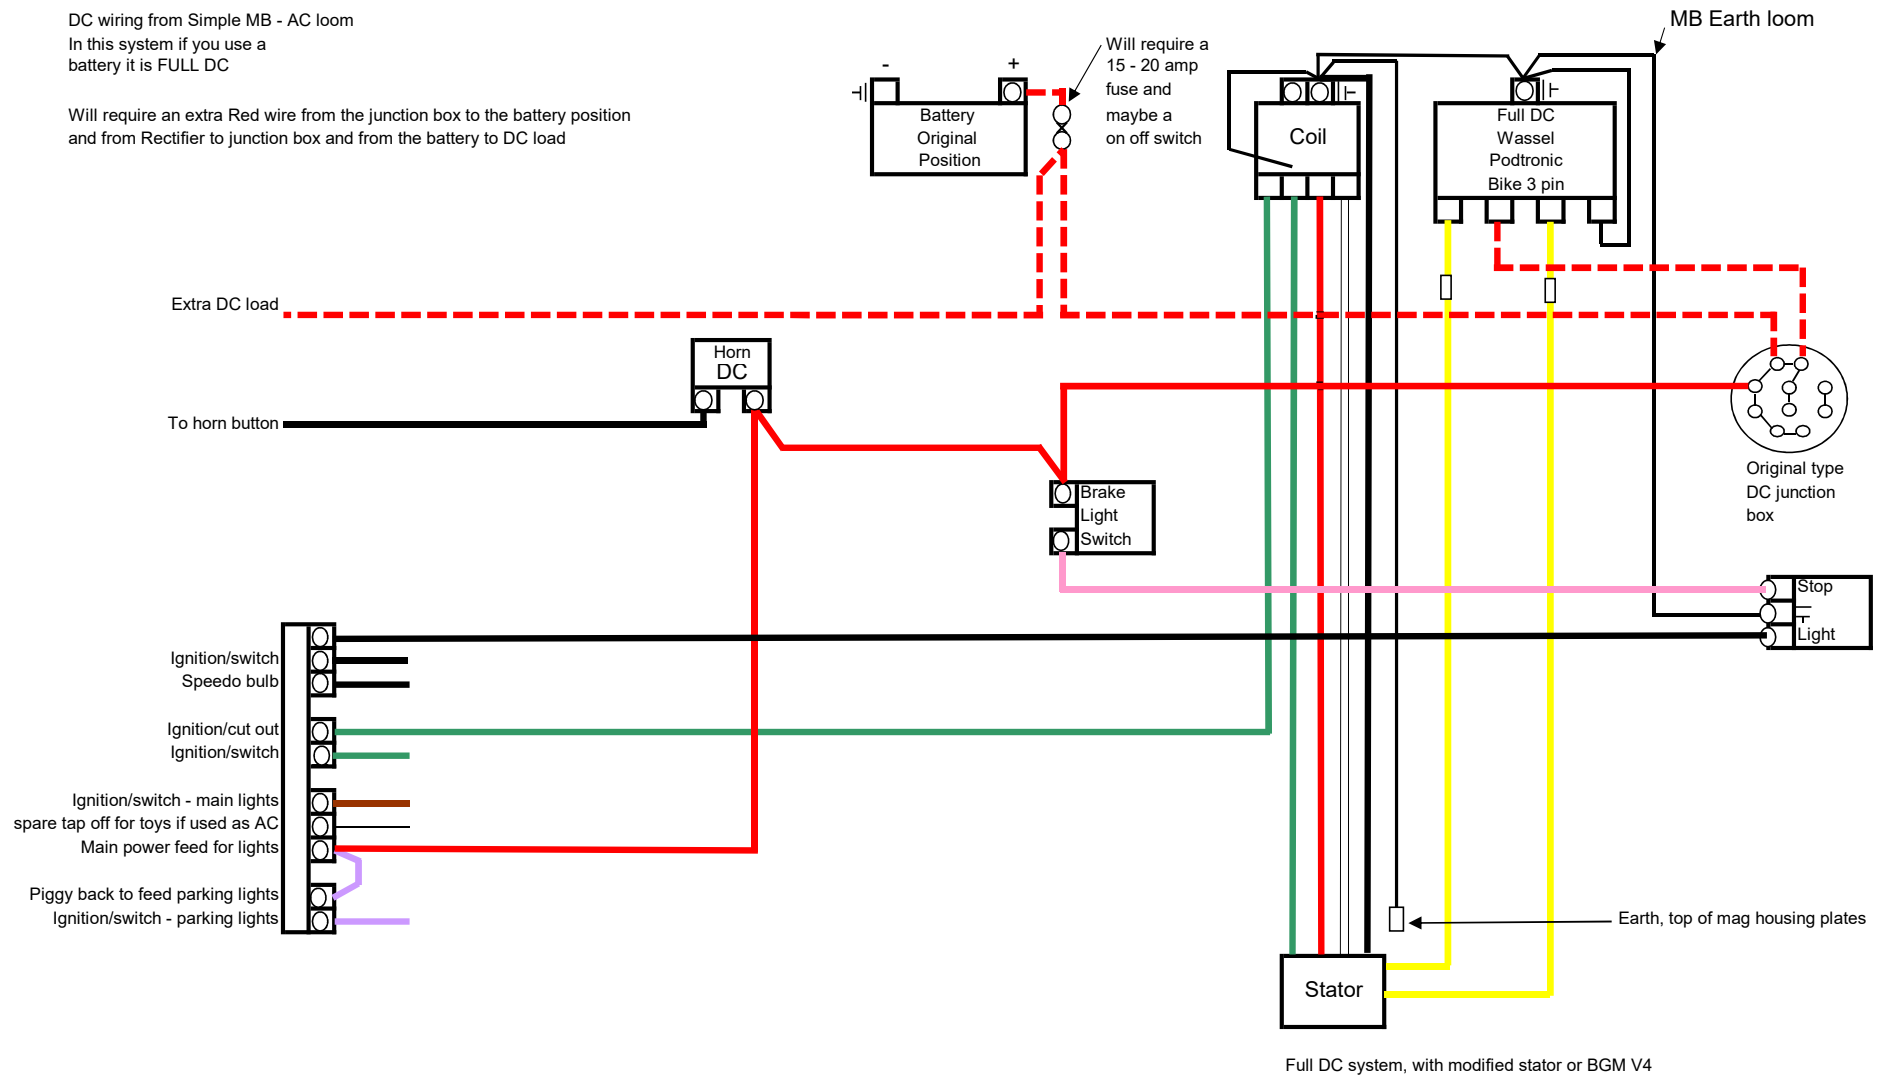 DC wiring from Simple MB - AC loom
In this system if you use a
battery it is FULL DC
Will require an extra Red wire from the junction box to the battery position
and from Rectifier to junction box and from the battery to DC load
- +
Battery
Original
Position
Will require a
15 - 20 amp
fuse and
maybe a
on off switch
Coil
MB Earth loom
Full DC
Wassel
Podtronic
Bike 3 pin
Extra DC load
Horn
DC
To horn button
Brake
Light
Switch
Original type
DC junction
box
Stop
Light
Ignition/switch
Speedo bulb
Ignition/cut out
Ignition/switch
Ignition/switch - main lights
spare tap off for toys if used as AC
Main power feed for lights
Piggy back to feed parking lights
Ignition/switch - parking lights
Earth, top of mag housing plates
Stator
Full DC system, with modified stator or BGM V4